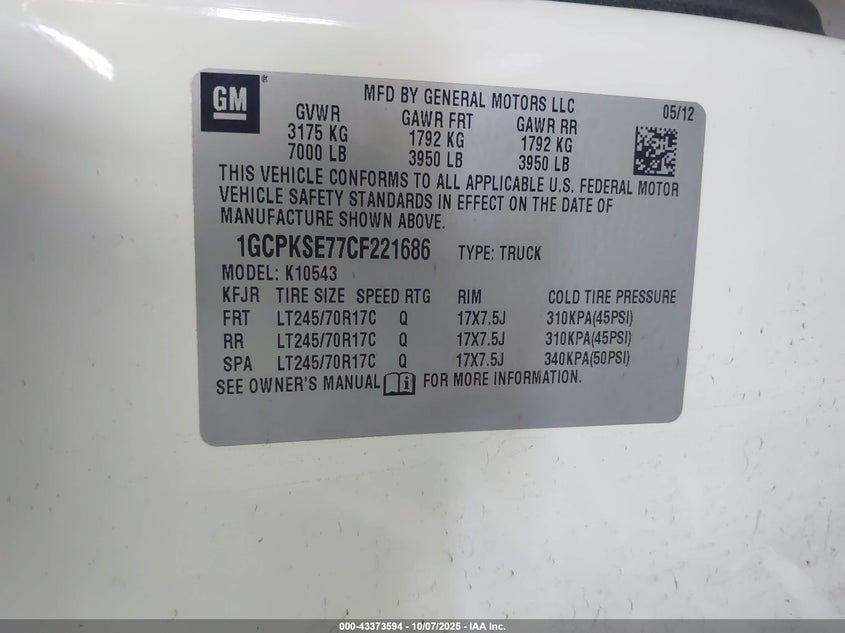 GM
MFD BY GENERAL MOTORS LLC
05/12
GVWR GAWR FRT GAWR RR
3175 KG 1792 KG 1792 KG
7000 LB 3950 LB 3950 LB
THIS VEHICLE CONFORMS TO ALL APPLICABLE U.S. FEDERAL MOTOR
VEHICLE SAFETY STANDARDS IN EFFECT ON THE DATE OF
MANUFACTURE SHOWN ABOVE.
1GCPKSE77CF221686 TYPE: TRUCK
MODEL: K10543
KFJR TIRE SIZE SPEED RTG RIM COLD TIRE PRESSURE
FRT LT245/70R17C Q 17X7.5J 310KPA(45PSI)
RR LT245/70R17C Q 17X7.5J 310KPA(45PSI)
SPA LT245/70R17C Q 17X7.5J 340KPA(50PSI)
SEE OWNER'S MANUAL FOR MORE INFORMATION.
000-43373594 - 10/07/2025 - IAA Inc.